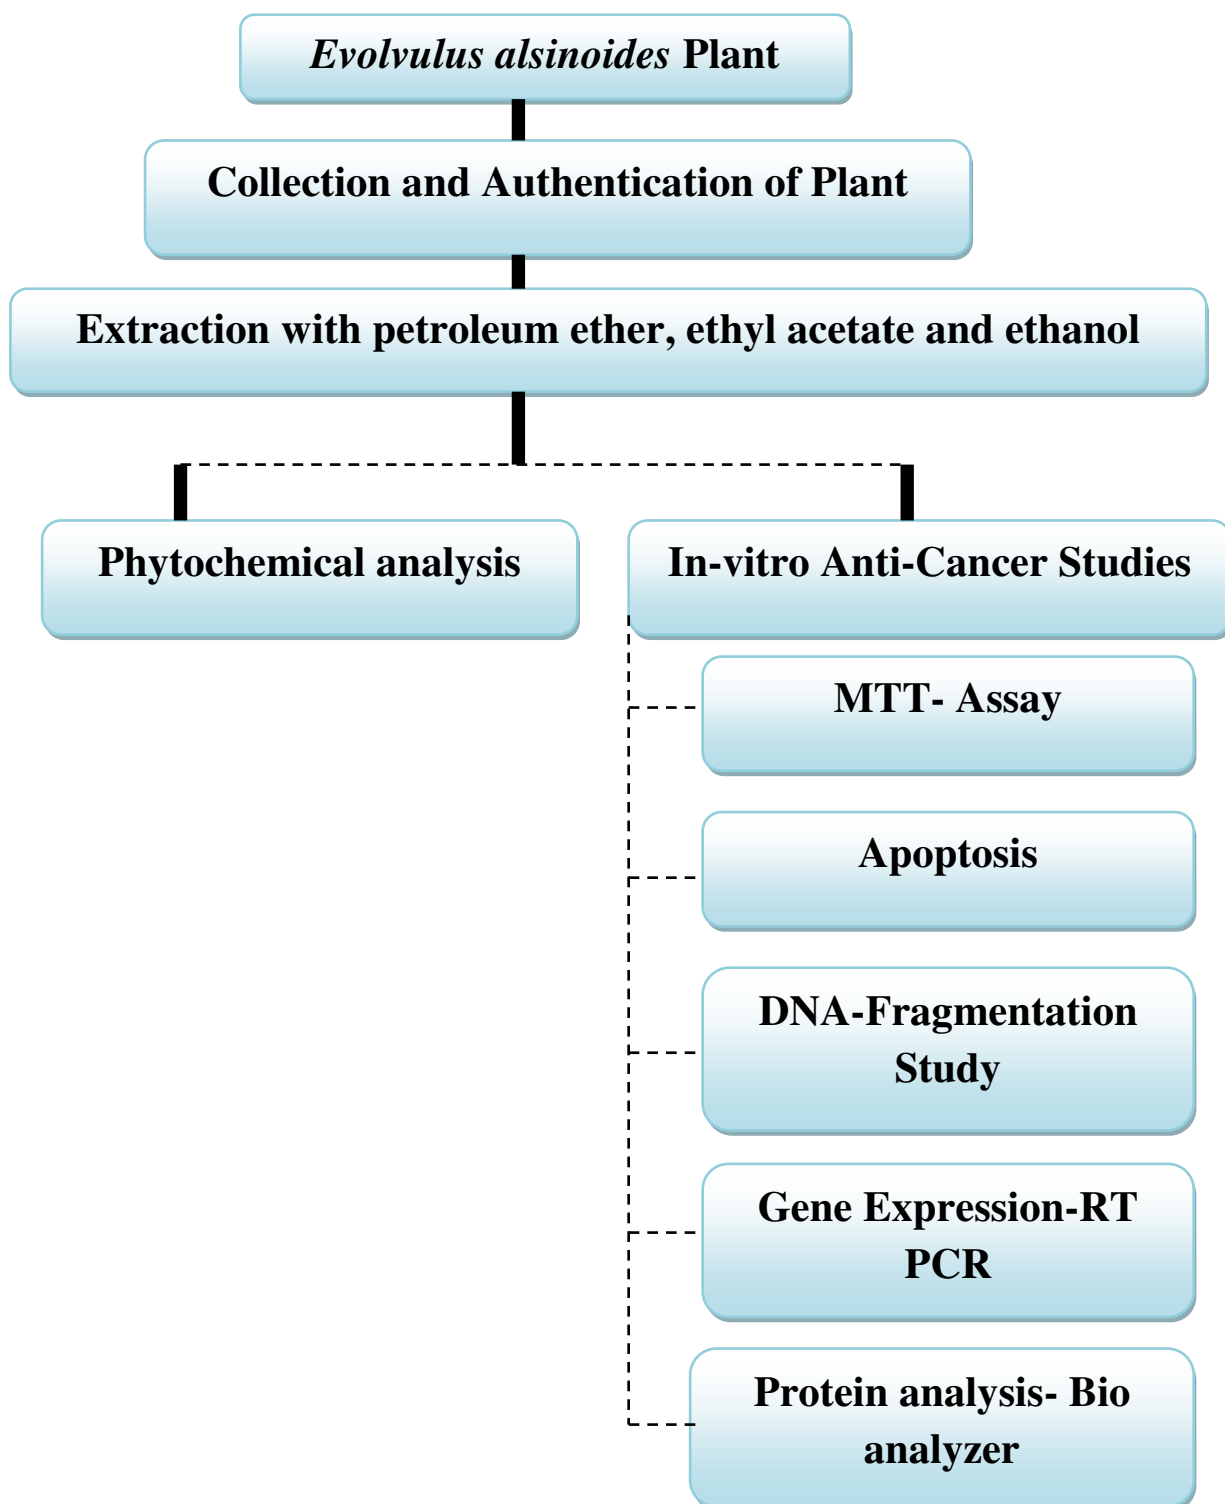 Evolvulus alsinoides Plant
Collection and Authentication of Plant
Extraction with petroleum ether, ethyl acetate and ethanol
Phytochemical analysis
In-vitro Anti-Cancer Studies
MTT- Assay
Apoptosis
DNA-Fragmentation
Study
Gene Expression-RT
PCR
Protein analysis- Bio
analyzer